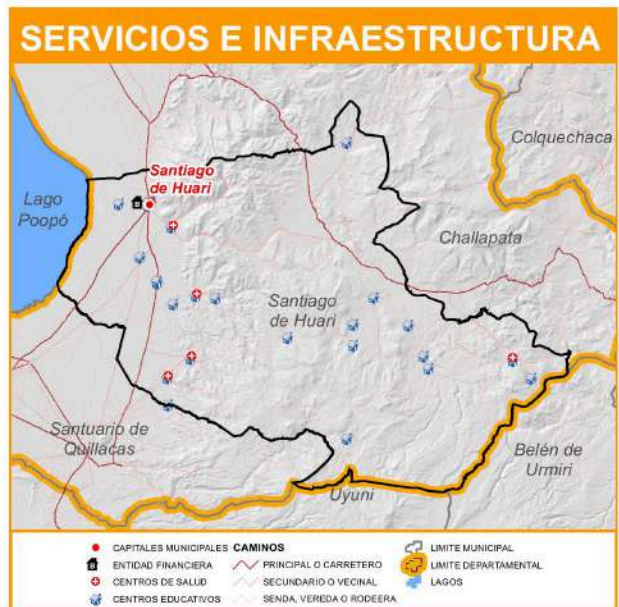 SERVICIOS E INFRAESTRUCTURA
Colquechaca
Santiago
de Huari
Lago
Poopó
Challapata
Santiago
de Huari
Santuario de
Quillacas
Belén de
Urmiri
Uyuni
CAPITALES MUNICIPALES
ENTIDAD FINANCIERA
CENTROS DE SALUD
CENTROS EDUCATIVOS
CAMINOS
PRINCIPAL O CARRETERO
SECUNDARIO O VECINAL
SENDA, VEREDA O RODEERA
LIMITE MUNICIPAL
LIMITE DEPARTAMENTAL
LAGOS